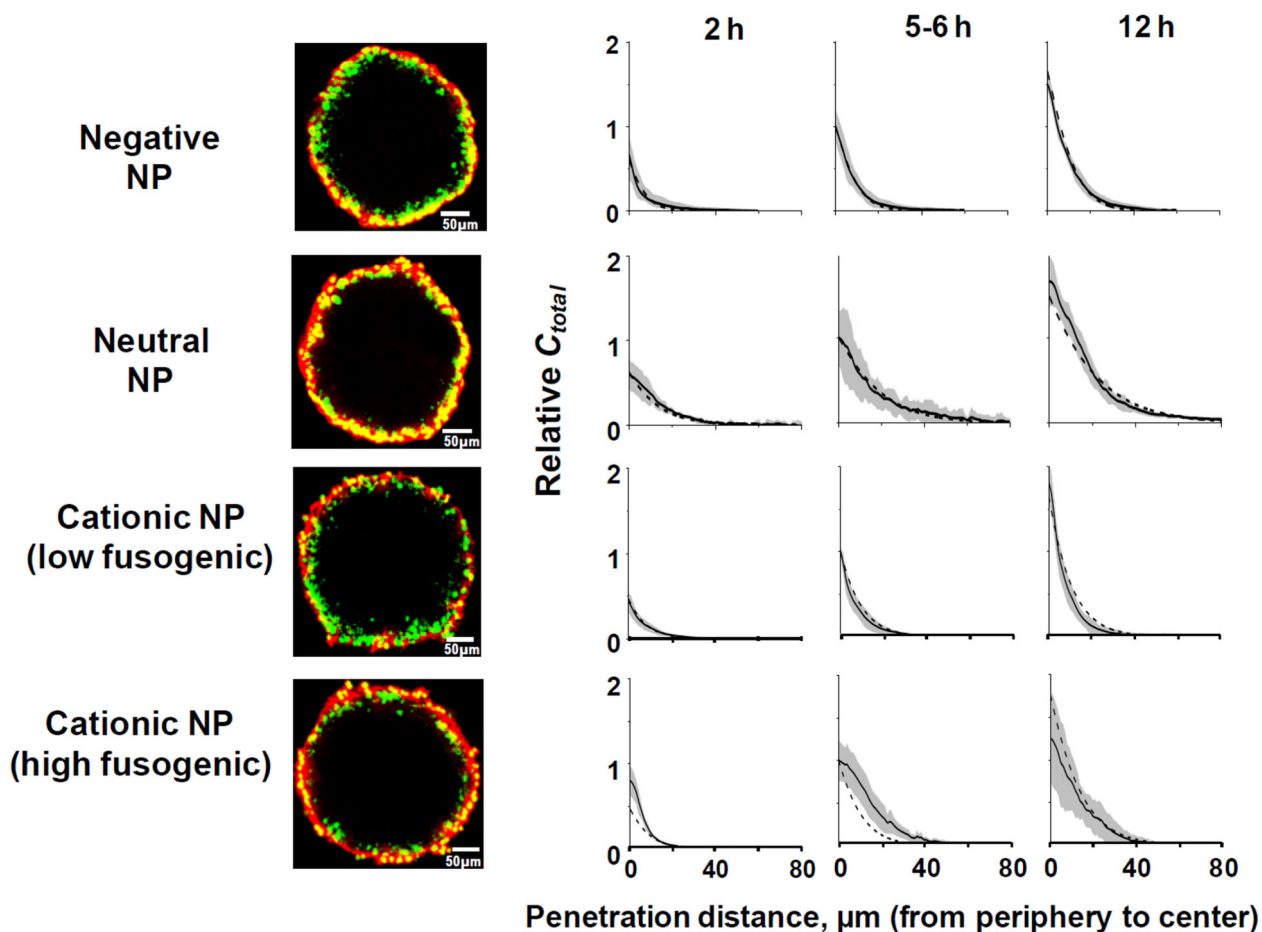 2 h
5-6 h
12 h
Negative
NP
50µm
2
1
0
Neutral
NP
50µm
2
1
0
Cationic NP
(low fusogenic)
50µm
2
1
0
Cationic NP
(high fusogenic)
50µm
2
1
0
Relative Ctotal
0 40 80 0 40 80 0 40 80
Penetration distance, µm (from periphery to center)